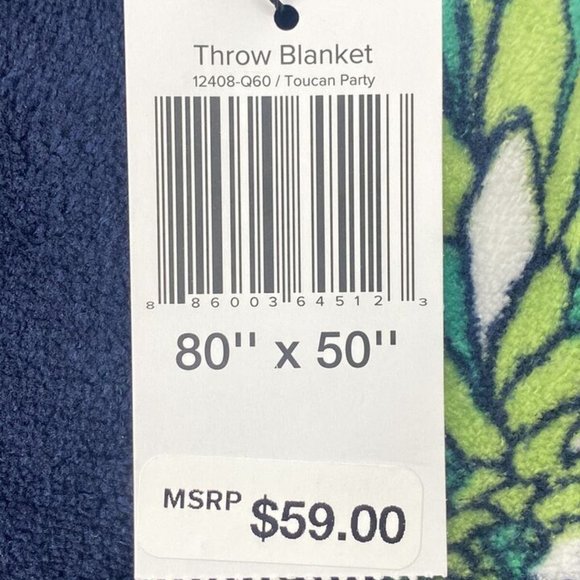 Throw Blanket
12408-Q60 / Toucan Party
8 86003 64512 3
80'' x 50''
MSRP $59.00